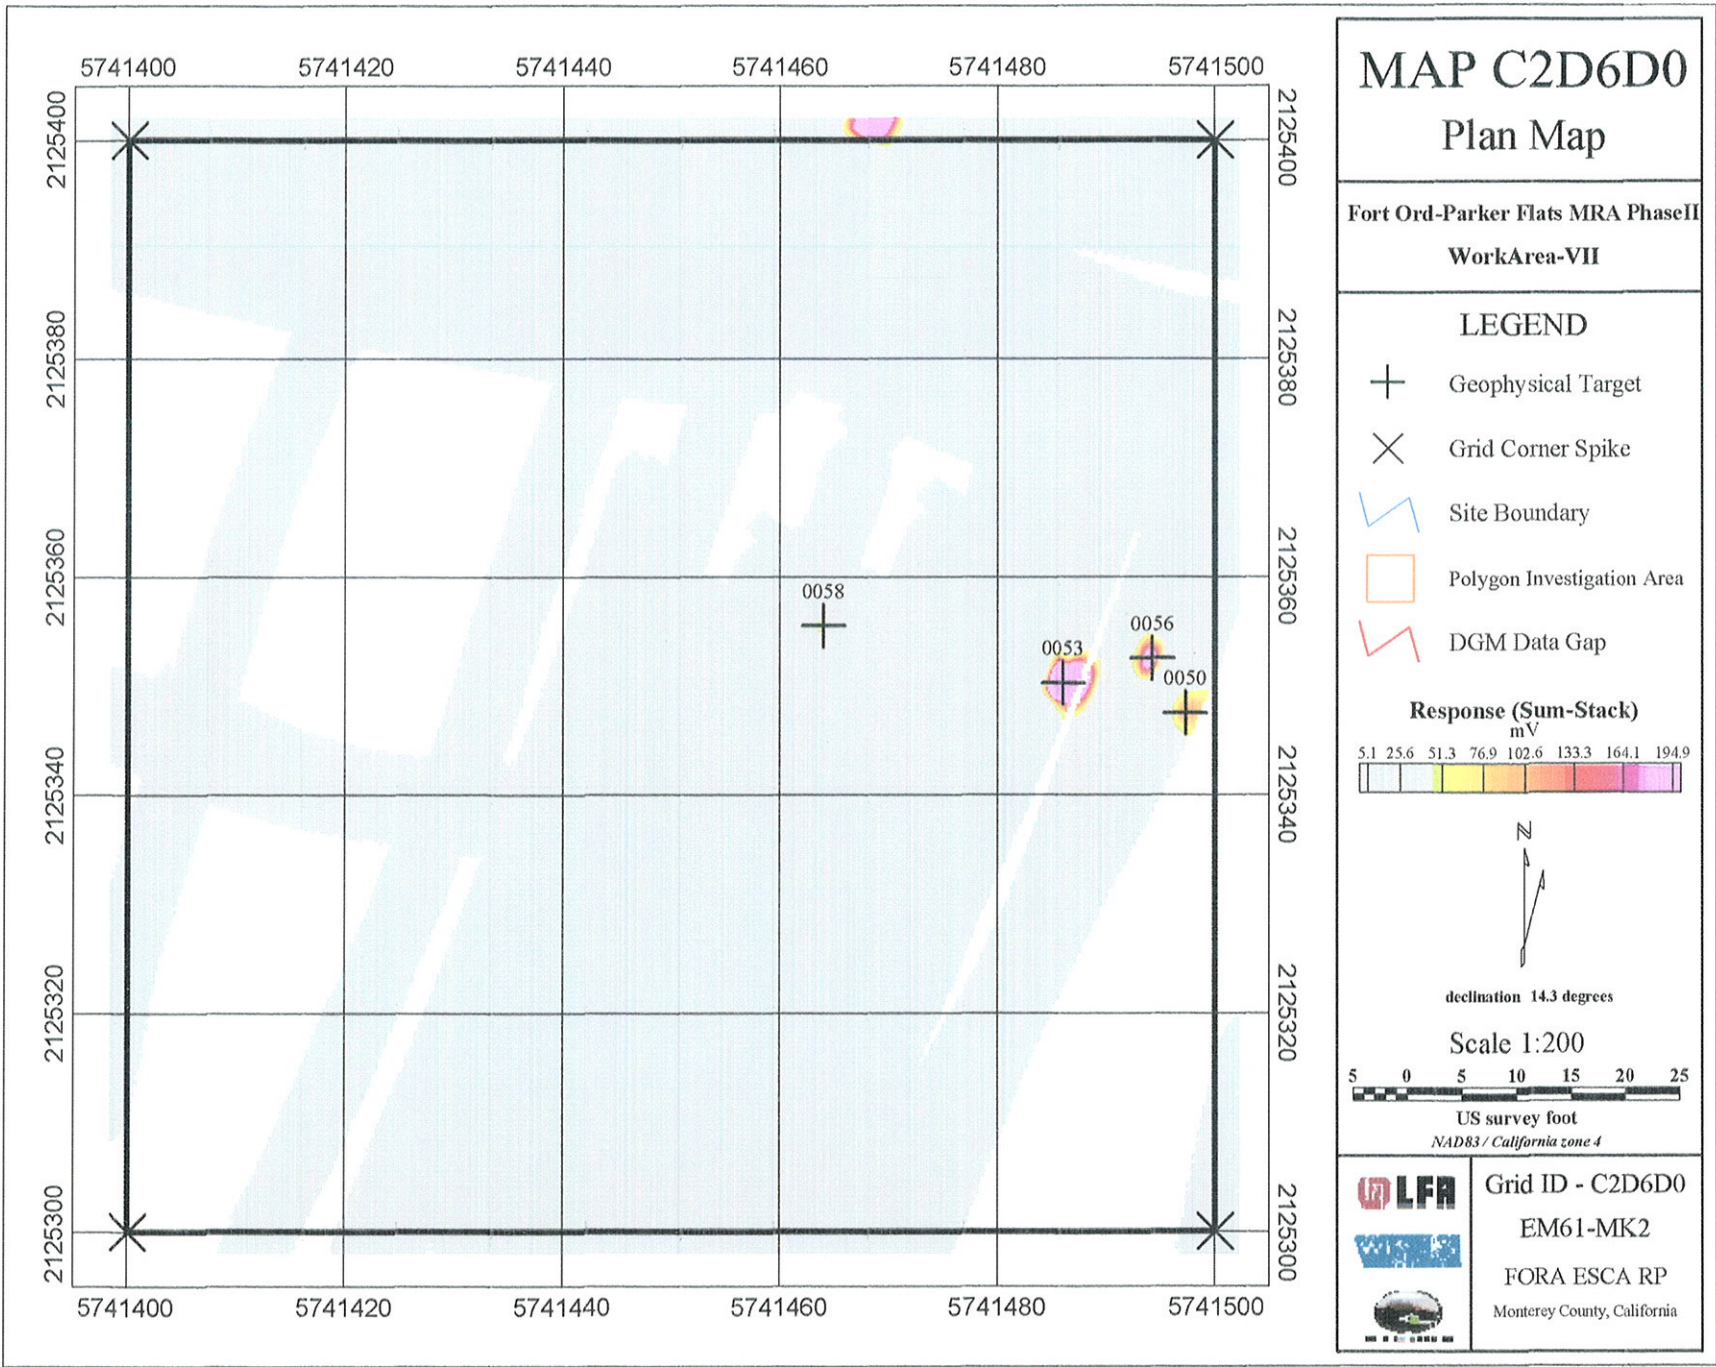 5741400 5741420 5741440 5741460 5741480 5741500
2125400
2125380
2125360
2125340
2125320
2125300
0058
0053
0056
0050
2125400
2125380
2125360
2125340
2125320
2125300
5741400 5741420 5741440 5741460 5741480 5741500
MAP C2D6D0
Plan Map
Fort Ord-Parker Flats MRA PhaseII
WorkArea-VII
LEGEND
Geophysical Target
Grid Corner Spike
Site Boundary
Polygon Investigation Area
DGM Data Gap
Response (Sum-Stack)
mV
5.1 25.6 51.3 76.9 102.6 133.3 164.1 194.9
N
declination 14.3 degrees
Scale 1:200
5 0 5 10 15 20 25
US survey foot
NAD83 / California zone 4
LFR
Grid ID - C2D6D0
EM61-MK2
FORA ESCA RP
Monterey County, California